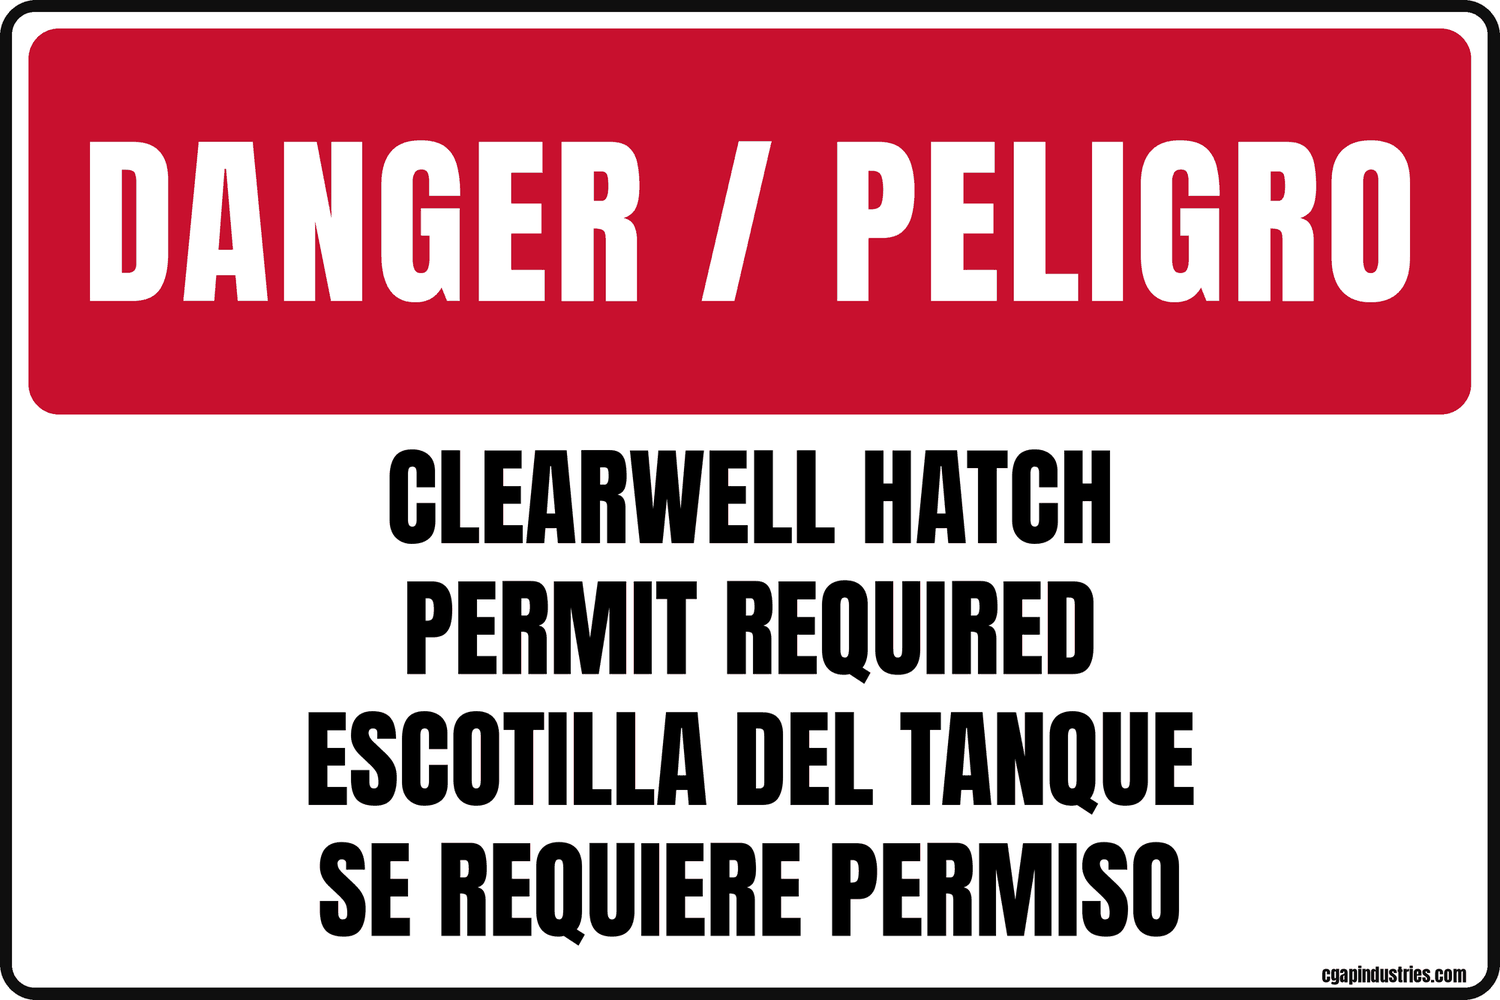 DANGER / PELIGRO
CLEARWELL HATCH
PERMIT REQUIRED
ESCOTILLA DEL TANQUE
SE REQUIERE PERMISO
cgapindustries.com